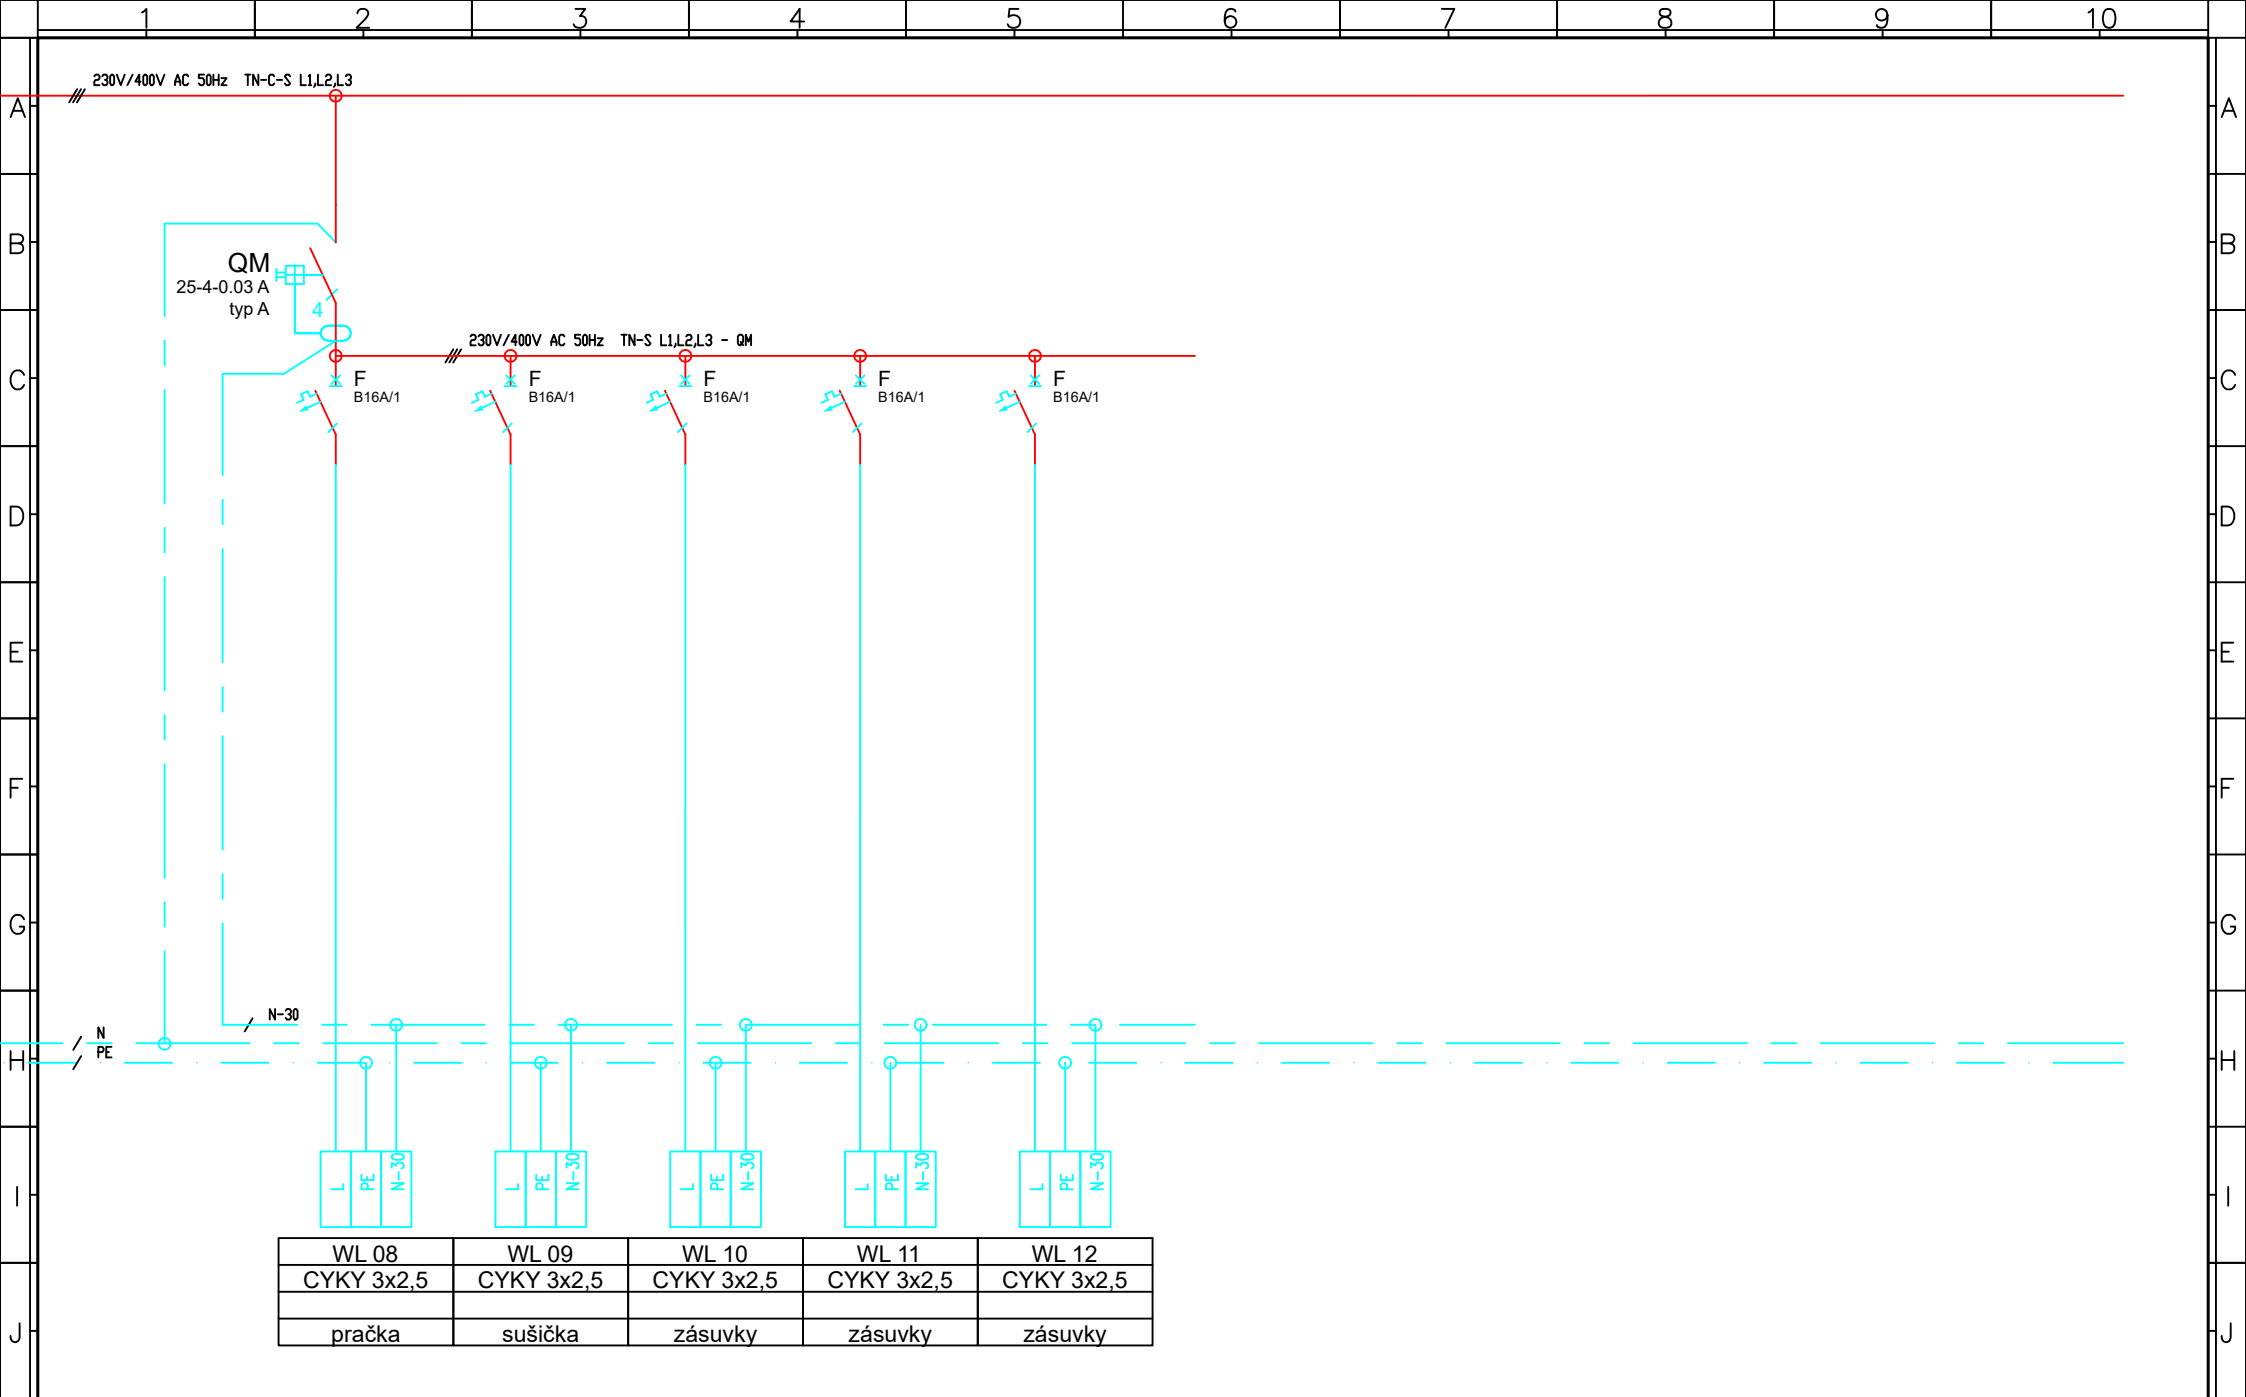 1 2 3 4 5 6 7 8 9 10
230V/400V AC 50Hz TN-C-S L1,L2,L3
A A
B B
QM
25-4-0.03 A
typ A
4
230V/400V AC 50Hz TN-S L1,L2,L3 - QM
C C
F F F F F
B16A/1 B16A/1 B16A/1 B16A/1 B16A/1
D D
E E
F F
G G
N-30
N
PE
H H
L PE N-30 L PE N-30 L PE N-30 L PE N-30 L PE N-30
I I
WL 08 WL 09 WL 10 WL 11 WL 12
CYKY 3x2,5 CYKY 3x2,5 CYKY 3x2,5 CYKY 3x2,5 CYKY 3x2,5
pračka sušička zásuvky zásuvky zásuvky
J J